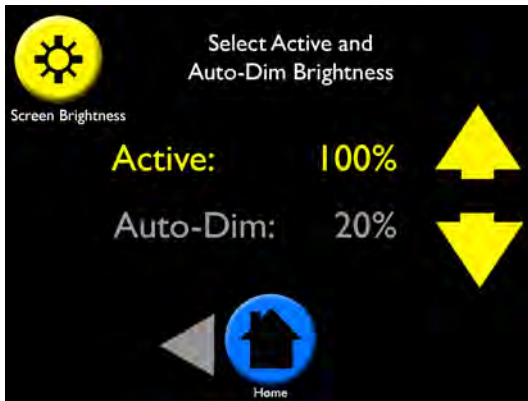 Select Active and
Auto-Dim Brightness
Screen Brightness
Active: 100%
Auto-Dim: 20%
Home